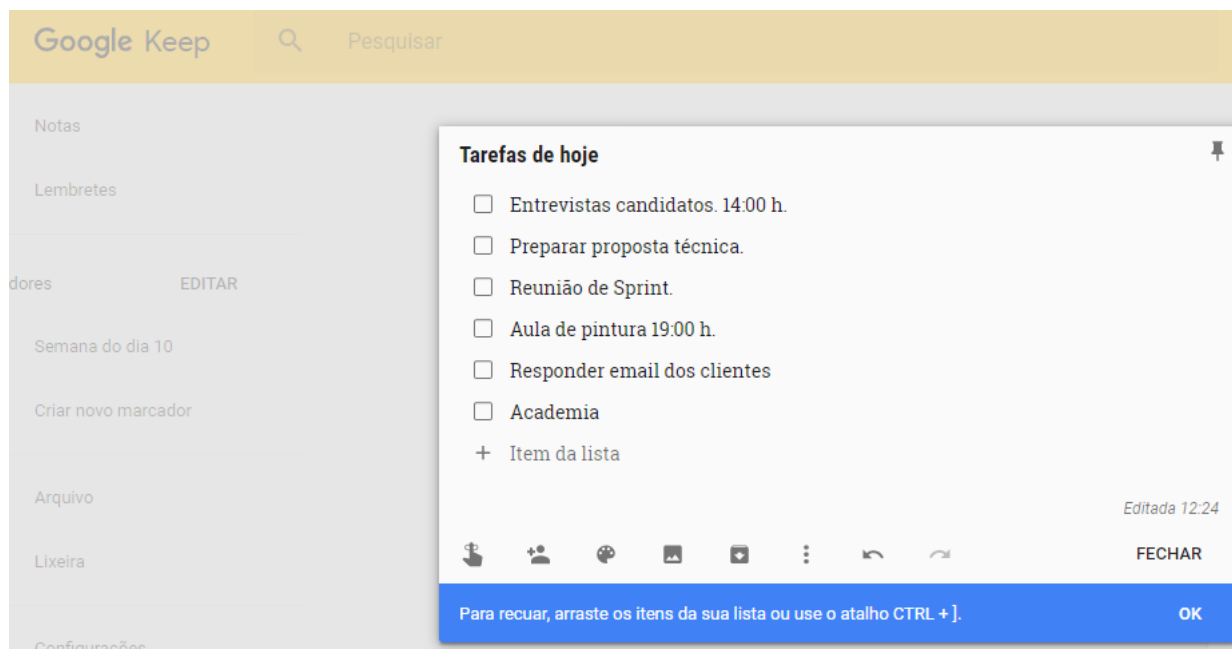 Google Keep
Pesquisar
Notas
Lembretes
dores
EDITAR
Semana do dia 10
Criar novo marcador
Arquivo
Lixeira
Configurações
Tarefas de hoje
Entrevistas candidatos. 14:00 h.
Preparar proposta técnica.
Reunião de Sprint.
Aula de pintura 19:00 h.
Responder email dos clientes
Academia
+ Item da lista
Editada 12:24
FECHAR
Para recuar, arraste os itens da sua lista ou use o atalho CTRL + ].
OK